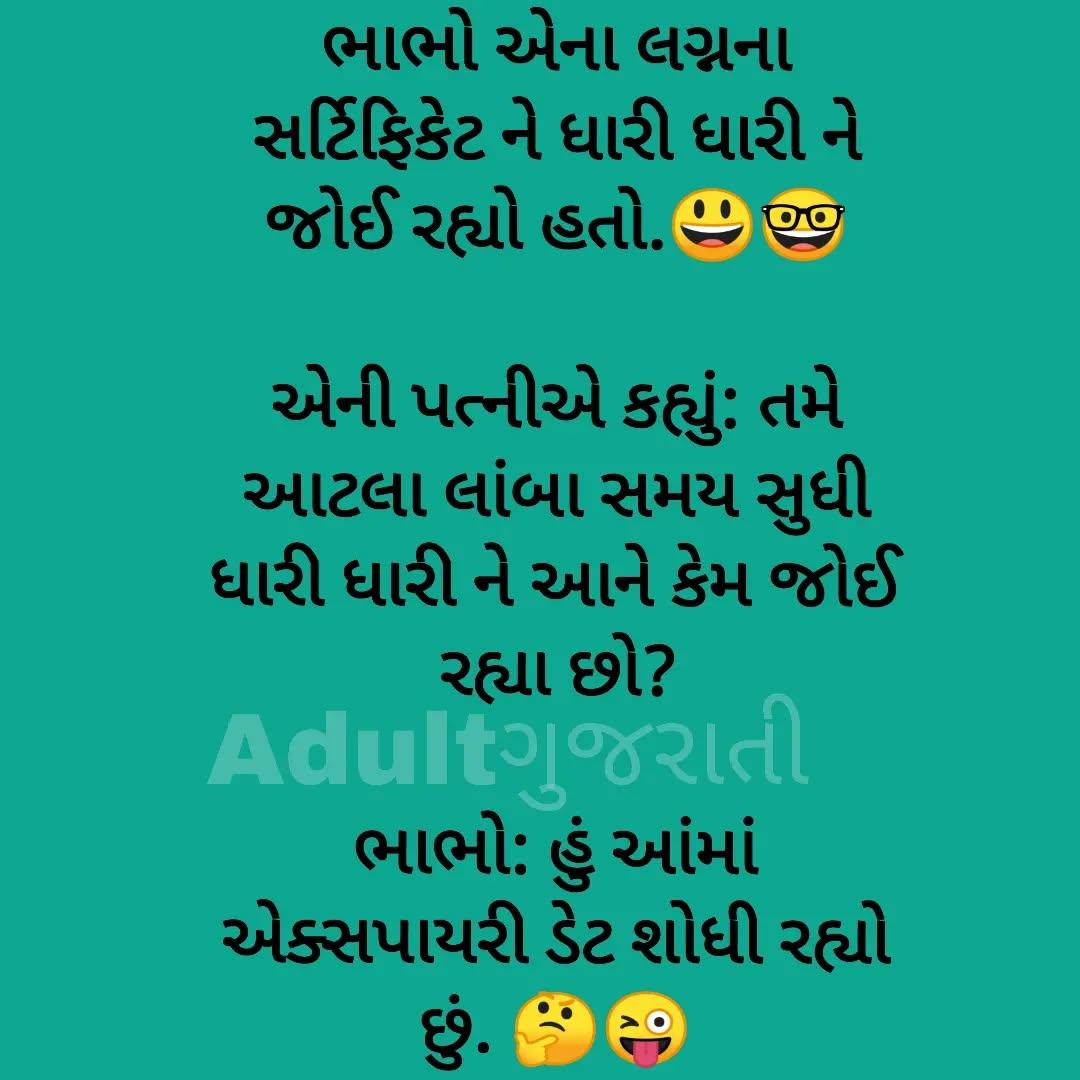 ભાભો એના લગ્નના
સર્ટિફિકેટ ને ધારી ધારી ને
જોઈ રહ્યો હતો.😃🤓
એની પત્નીએ કહ્યું: તમે
આટલા લાંબા સમય સુધી
ધારી ધારી ને આને કેમ જોઈ
રહ્યા છો?
Adultગુજરાતી
ભાભો: હું આંમાં
એક્સપાયરી ડેટ શોધી રહ્યો
છું. 🤔😜